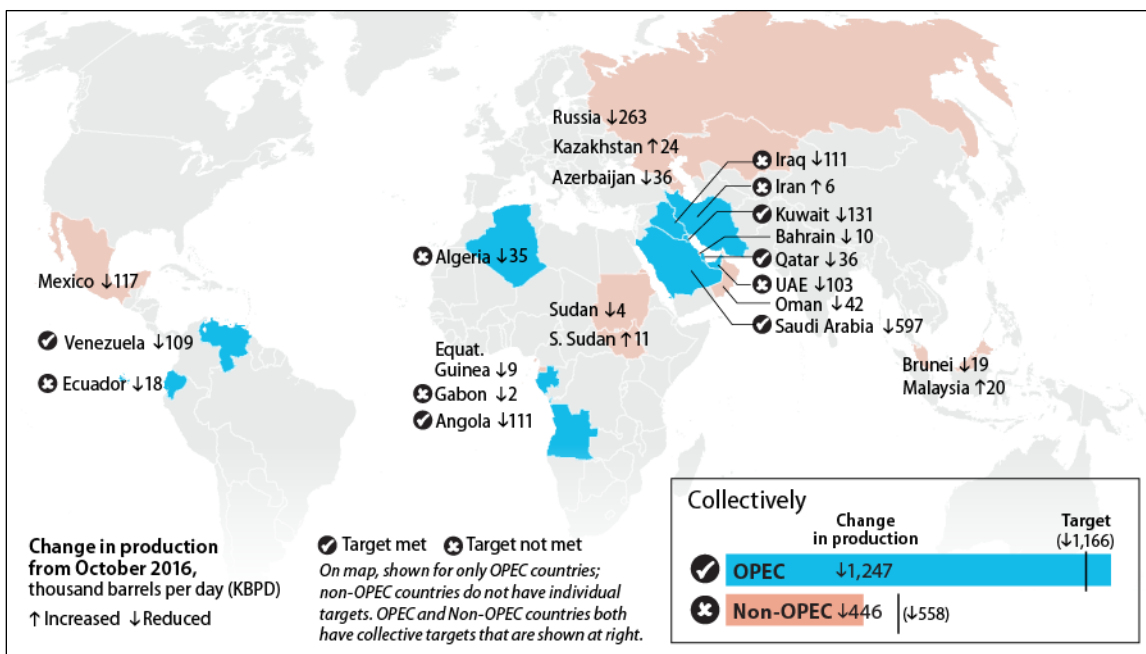 Russia ↓263
Kazakhstan ↑24
Azerbaijan ↓36
Iraq ↓111
Iran ↑6
Kuwait ↓131
Bahrain ↓10
Qatar ↓36
UAE ↓103
Oman ↓42
Saudi Arabia ↓597
Algeria ↓35
Mexico ↓117
Sudan ↓4
S. Sudan ↑11
Venezuela ↓109
Ecuador ↓18
Equat.
Guinea ↓9
Gabon ↓2
Angola ↓111
Brunei ↓19
Malaysia ↑20
Change in production
from October 2016,
thousand barrels per day (KBPD)
↑ Increased ↓ Reduced
Target met Target not met
On map, shown for only OPEC countries;
non-OPEC countries do not have individual
targets. OPEC and Non-OPEC countries both
have collective targets that are shown at right.
Collectively
Change
in production
Target
(↓1,166)
OPEC ↓1,247
Non-OPEC ↓446 (↓558)